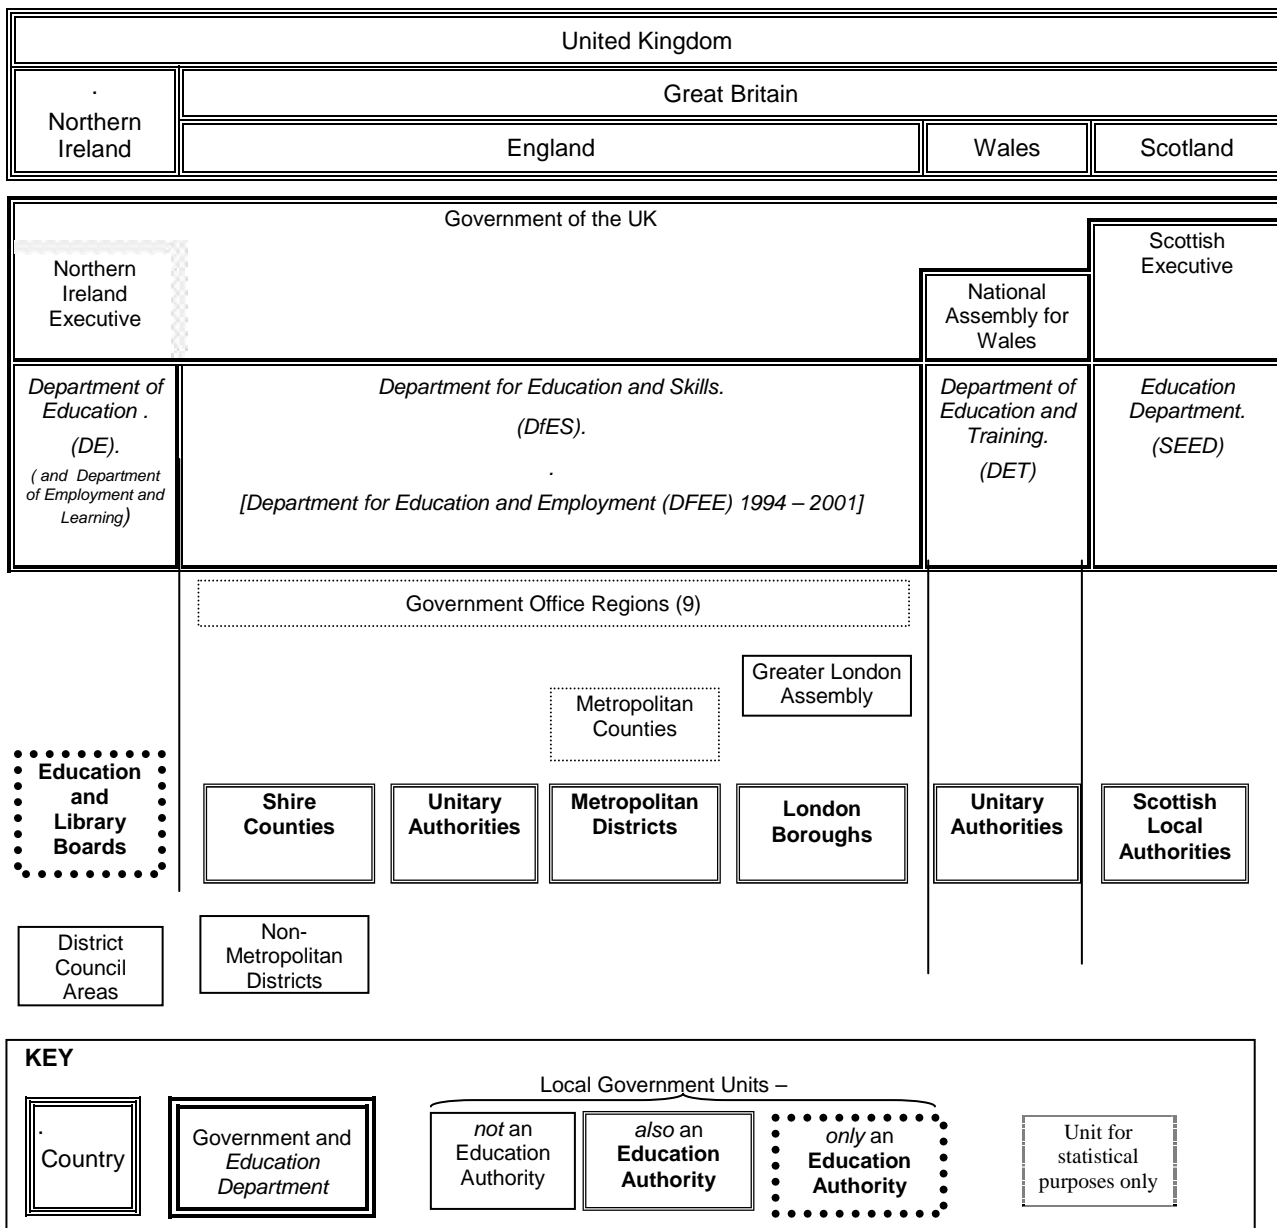 United Kingdom
.
Northern
Ireland
Great Britain
England
Wales
Scotland
Government of the UK
Northern
Ireland
Executive
National
Assembly for
Wales
Scottish
Executive
Department of
Education .
(DE).
( and Department
of Employment and
Learning)
Department for Education and Skills.
(DfES).
.
[Department for Education and Employment (DFEE) 1994 – 2001]
Department of
Education and
Training.
(DET)
Education
Department.
(SEED)
Government Office Regions (9)
Greater London
Assembly
Metropolitan
Counties
Education
and
Library
Boards
Shire
Counties
Unitary
Authorities
Metropolitan
Districts
London
Boroughs
Unitary
Authorities
Scottish
Local
Authorities
District
Council
Areas
Non-
Metropolitan
Districts
KEY
Local Government Units –
.
Country
Government and
Education
Department
not an
Education
Authority
also an
Education
Authority
only an
Education
Authority
Unit for
statistical
purposes only